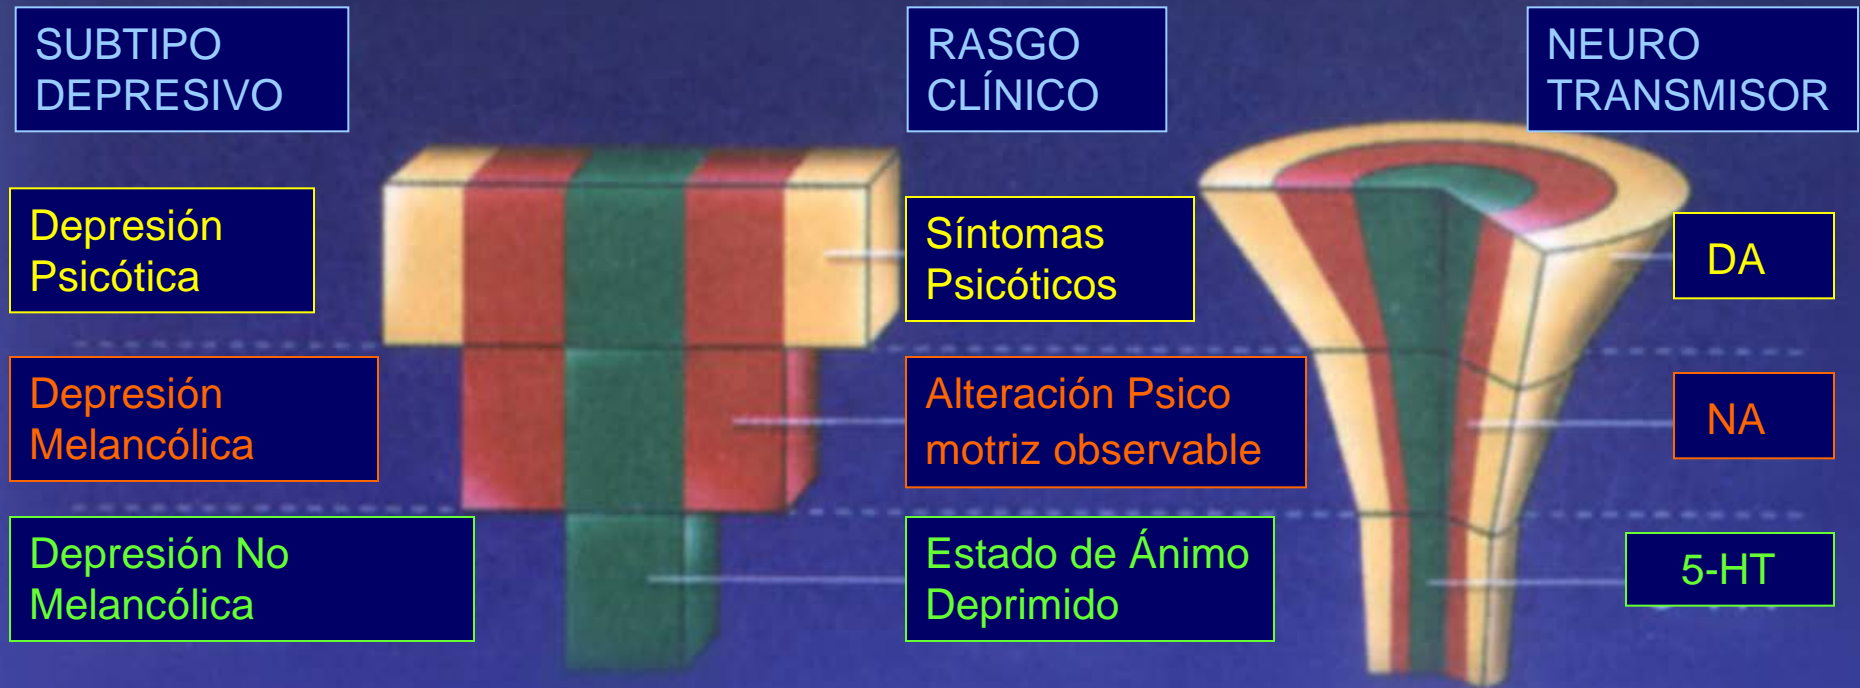 SUBTIPO
DEPRESIVO
RASGO
CLÍNICO
NEURO
TRANSMISOR
Depresión
Psicótica
Síntomas
Psicóticos
DA
Depresión
Melancólica
Alteración Psico
motriz observable
NA
Depresión No
Melancólica
Estado de Ánimo
Deprimido
5-HT